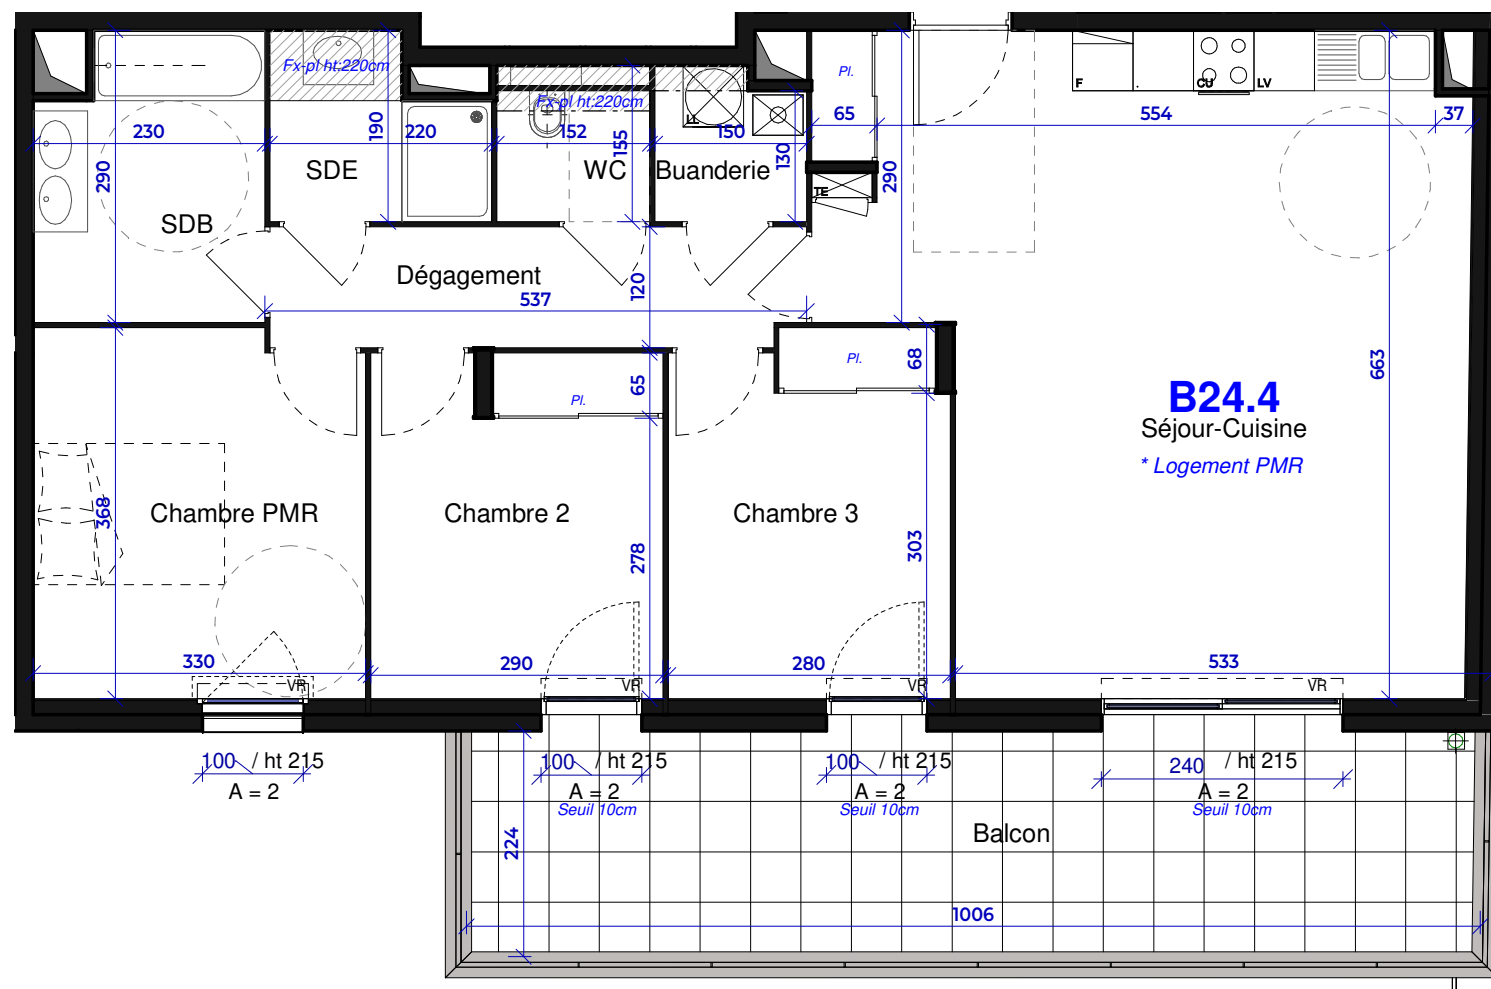 Fx-pl ht:220cm
Pl.
F
.
CU
LV
Fx-pl ht:220cm
LL
65
554
37
230
190
220
152
155
150
130
290
290
SDE
WC
Buanderie
TE
SDB
Dégagement
120
537
68
Pl.
663
65
Pl.
B24.4
Séjour-Cuisine
* Logement PMR
368
Chambre PMR
Chambre 2
Chambre 3
278
303
330
290
280
533
VR
VR
VR
VR
100 / ht 215
A = 2
100 / ht 215
A = 2
Seuil 10cm
100 / ht 215
A = 2
Seuil 10cm
240 / ht 215
A = 2
Seuil 10cm
224
Balcon
1006